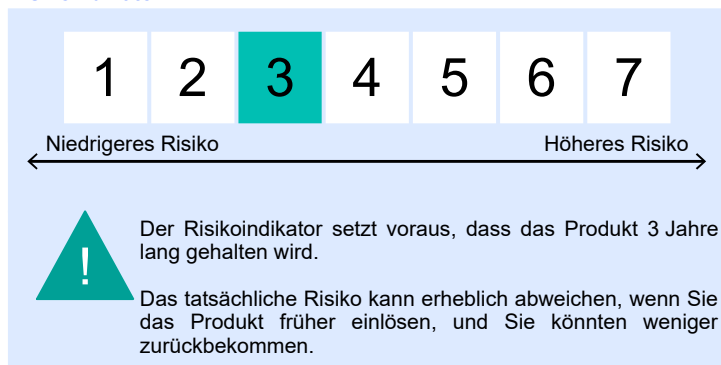 1 2 3 4 5 6 7
Niedrigeres Risiko Höheres Risiko
!
Der Risikoindikator setzt voraus, dass das Produkt 3 Jahre
lang gehalten wird.
Das tatsächliche Risiko kann erheblich abweichen, wenn Sie
das Produkt früher einlösen, und Sie könnten weniger
zurückbekommen.